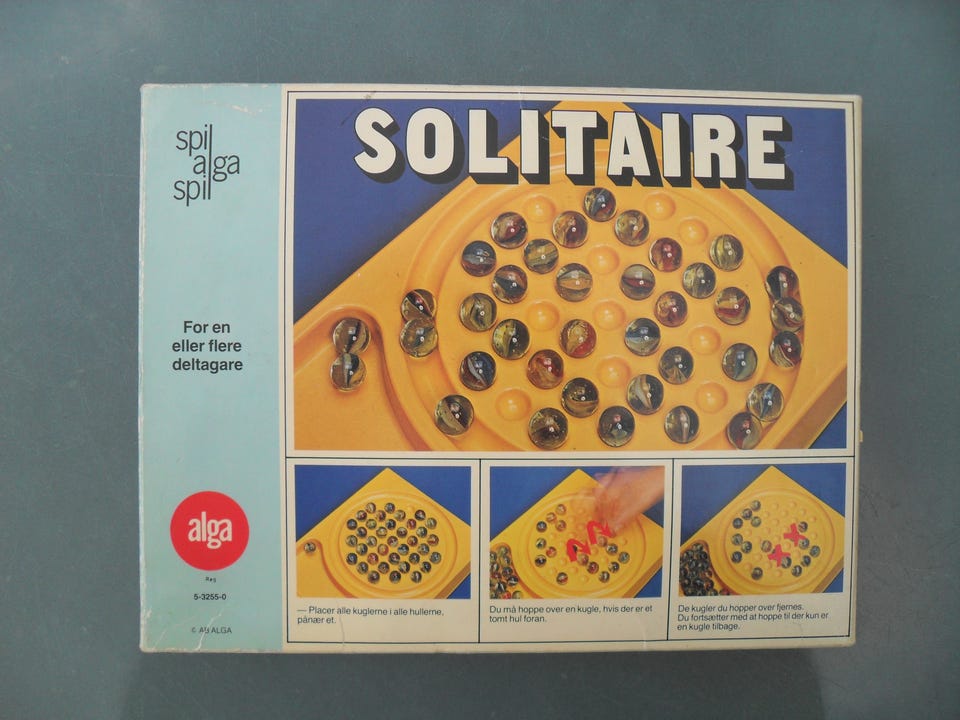 SOLITAIRE
spil
alga
spil
For en
eller flere
deltagare
alga
5-3255-0
© AB ALGA
— Placer alle kuglerne i alle hullerne,
pånær et.
Du må hoppe over en kugle, hvis der er et
tomt hul foran.
De kugler du hopper over fjernes.
Du fortsætter med at hoppe til der kun er
en kugle tilbage.